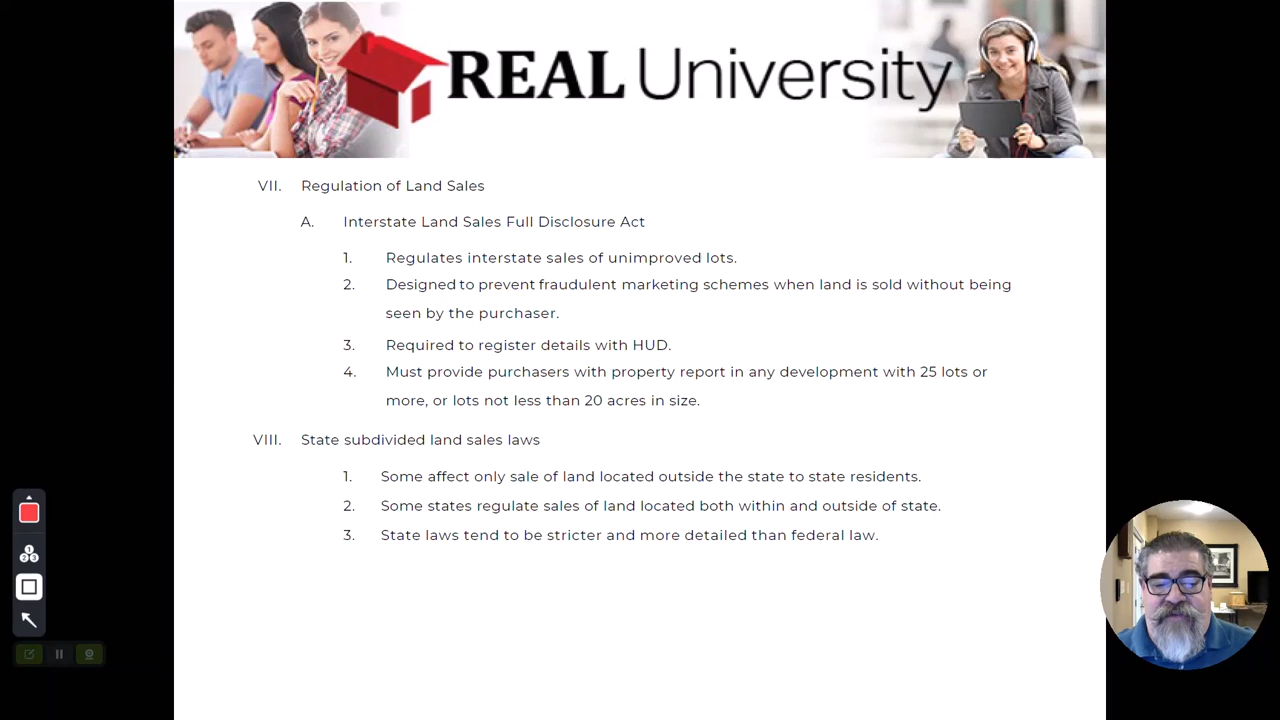 REAL University
VII. Regulation of Land Sales
A. Interstate Land Sales Full Disclosure Act
1. Regulates interstate sales of unimproved lots.
2. Designed to prevent fraudulent marketing schemes when land is sold without being
seen by the purchaser.
3. Required to register details with HUD.
4. Must provide purchasers with property report in any development with 25 lots or
more, or lots not less than 20 acres in size.
VIII. State subdivided land sales laws
1. Some affect only sale of land located outside the state to state residents.
2. Some states regulate sales of land located both within and outside of state.
3. State laws tend to be stricter and more detailed than federal law.